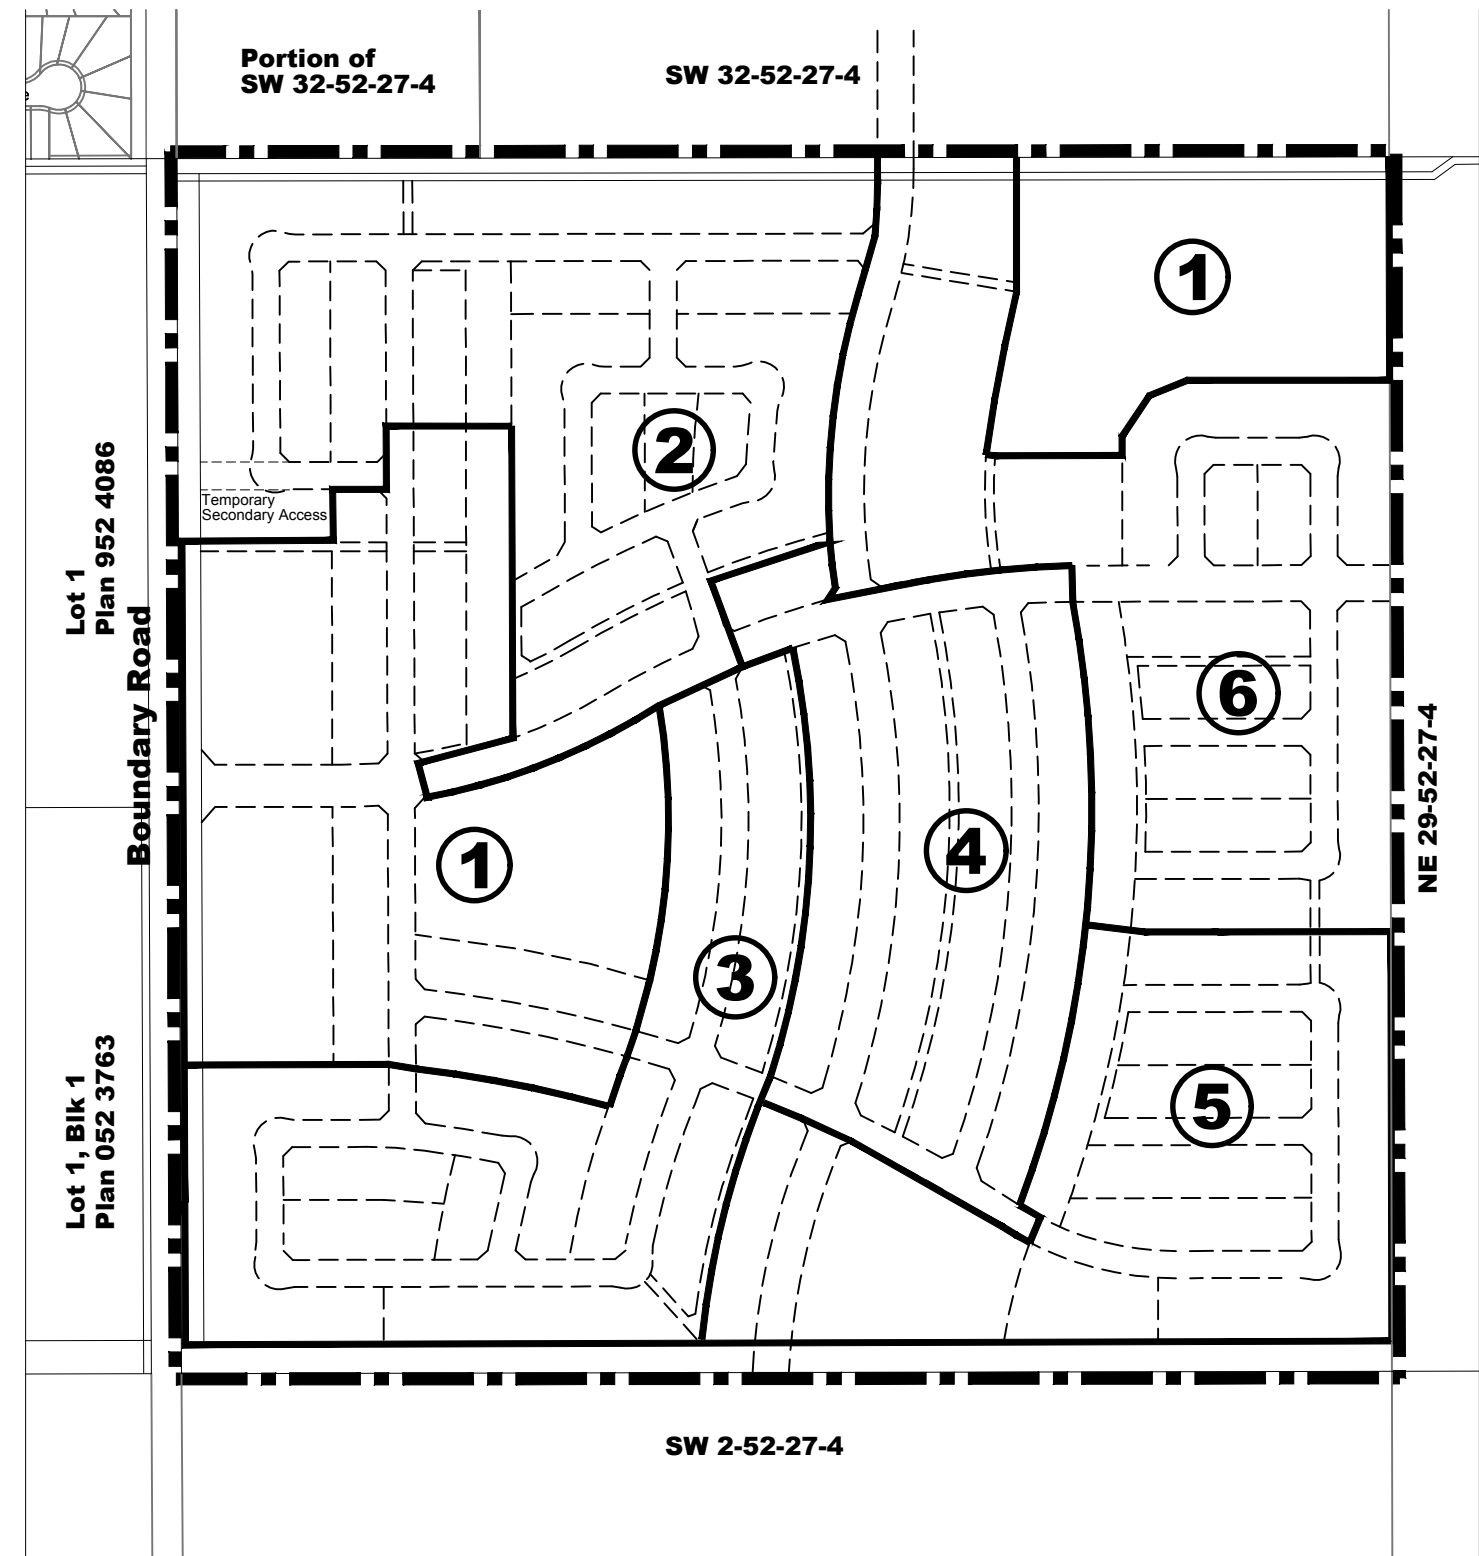 Portion of
SW 32-52-27-4
SW 32-52-27-4
e
1
2
Temporary
Secondary Access
Lot 1
Plan 952 4086
Boundary Road
6
NE 29-52-27-4
1
4
3
5
Lot 1, Blk 1
Plan 052 3763
SW 2-52-27-4